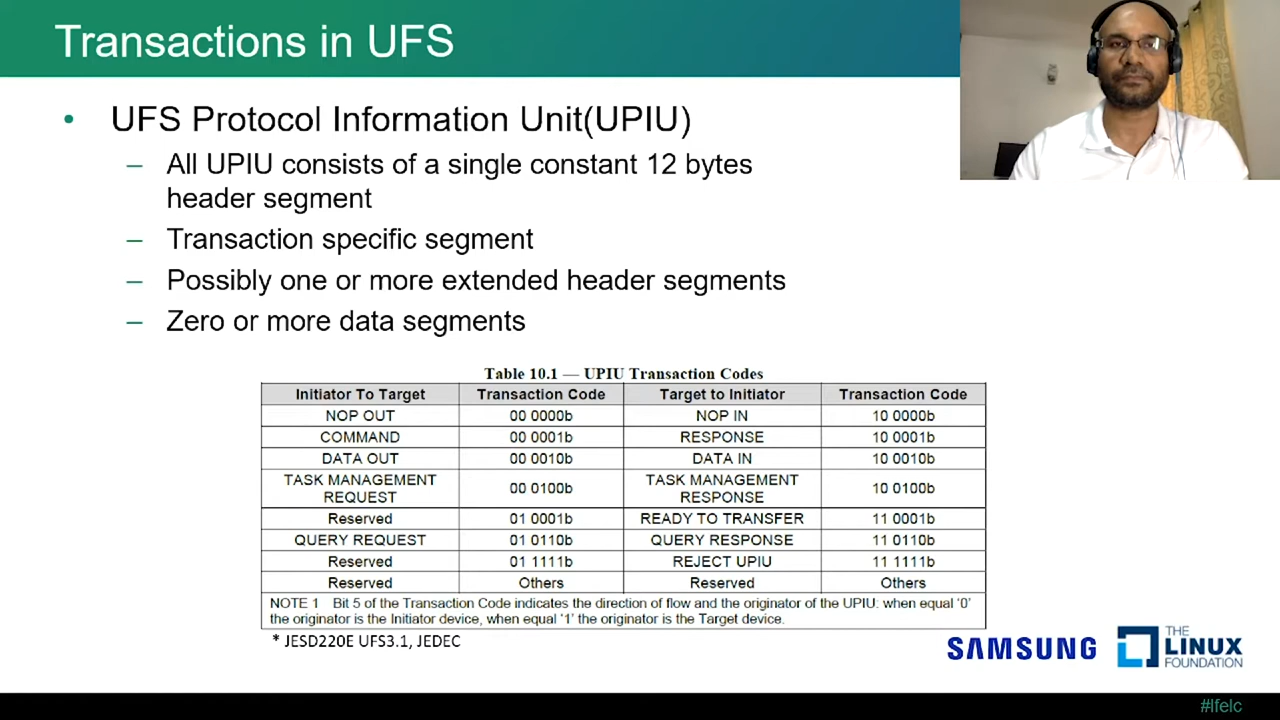 Transactions in UFS
• UFS Protocol Information Unit(UPIU)
– All UPIU consists of a single constant 12 bytes
header segment
– Transaction specific segment
– Possibly one or more extended header segments
– Zero or more data segments
Table 10.1 — UPIU Transaction Codes
Initiator To Target Transaction Code Target to Initiator Transaction Code
NOP OUT 00 0000b NOP IN 10 0000b
COMMAND 00 0001b RESPONSE 10 0001b
DATA OUT 00 0010b DATA IN 10 0010b
TASK MANAGEMENT REQUEST 00 0100b TASK MANAGEMENT RESPONSE 10 0100b
Reserved 01 0001b READY TO TRANSFER 11 0001b
QUERY REQUEST 01 0110b QUERY RESPONSE 11 0110b
Reserved 01 1111b REJECT UPIU 11 1111b
Reserved Others Reserved Others
NOTE 1 Bit 5 of the Transaction Code indicates the direction of flow and the originator of the UPIU: when equal ‘0’
the originator is the Initiator device, when equal ‘1’ the originator is the Target device.
* JESD220E UFS3.1, JEDEC
SAMSUNG
THE
LINUX
FOUNDATION
#lfelc